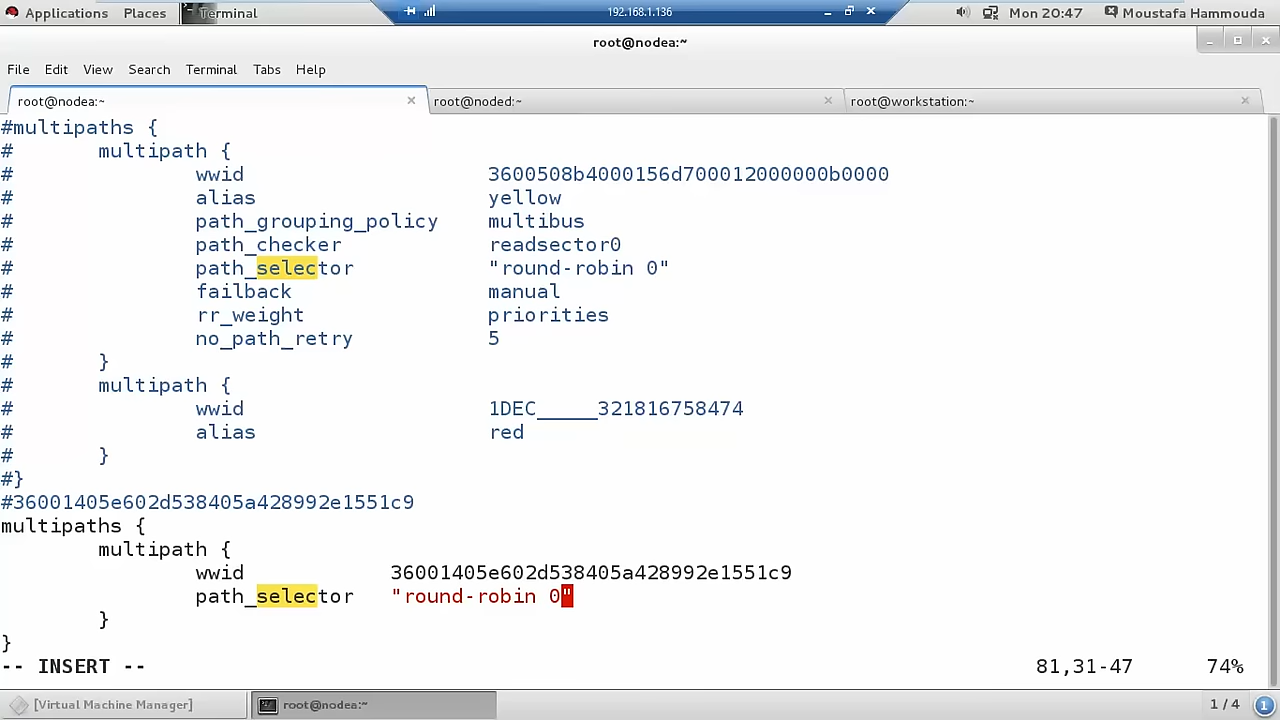 Applications Places Terminal 192.168.1.136 Mon 20:47 Moustafa Hammouda
root@nodea:~
File Edit View Search Terminal Tabs Help
root@nodea:~ root@noded:~ root@workstation:~
#multipaths {
#       multipath {
#               wwid                    3600508b4000156d700012000000b0000
#               alias                   yellow
#               path_grouping_policy    multibus
#               path_checker            readsector0
#               path_selector           "round-robin 0"
#               failback                manual
#               rr_weight               priorities
#               no_path_retry           5
#       }
#       multipath {
#               wwid                    1DEC_____321816758474
#               alias                   red
#       }
#}
#36001405e602d538405a428992e1551c9
multipaths {
        multipath {
                wwid            36001405e602d538405a428992e1551c9
                path_selector   "round-robin 0"
        }
}
-- INSERT -- 81,31-47 74%
[Virtual Machine Manager] root@nodea:~ 1 / 4 1